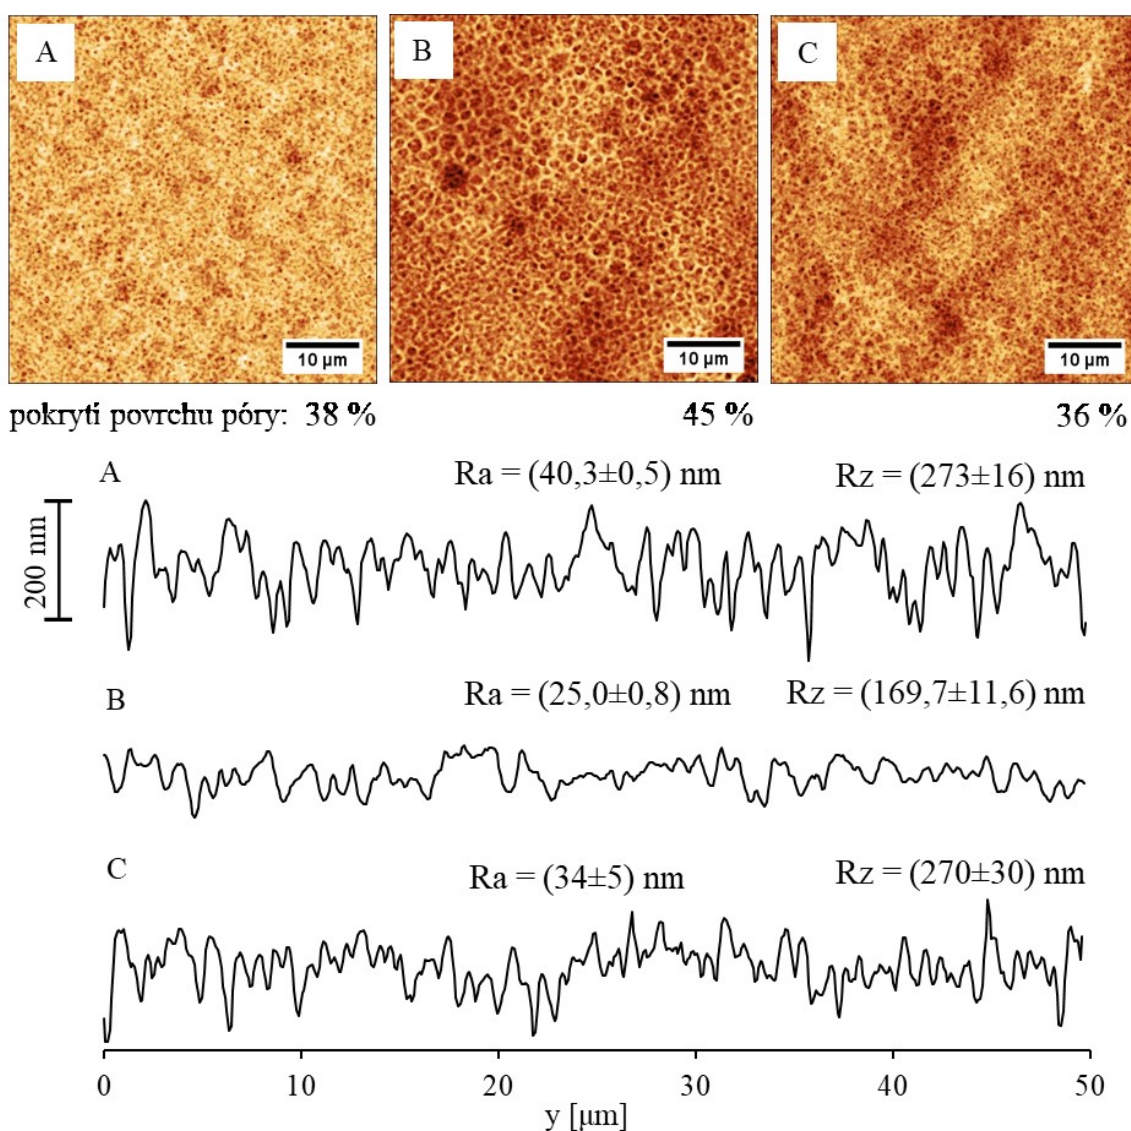 A
B
C
10 µm
10 µm
10 µm
pokrytí povrchu póry: 38 %
45 %
36 %
A
Ra = (40,3±0,5) nm
Rz = (273±16) nm
200 nm
B
Ra = (25,0±0,8) nm
Rz = (169,7±11,6) nm
C
Ra = (34±5) nm
Rz = (270±30) nm
0
10
20
30
40
50
y [µm]